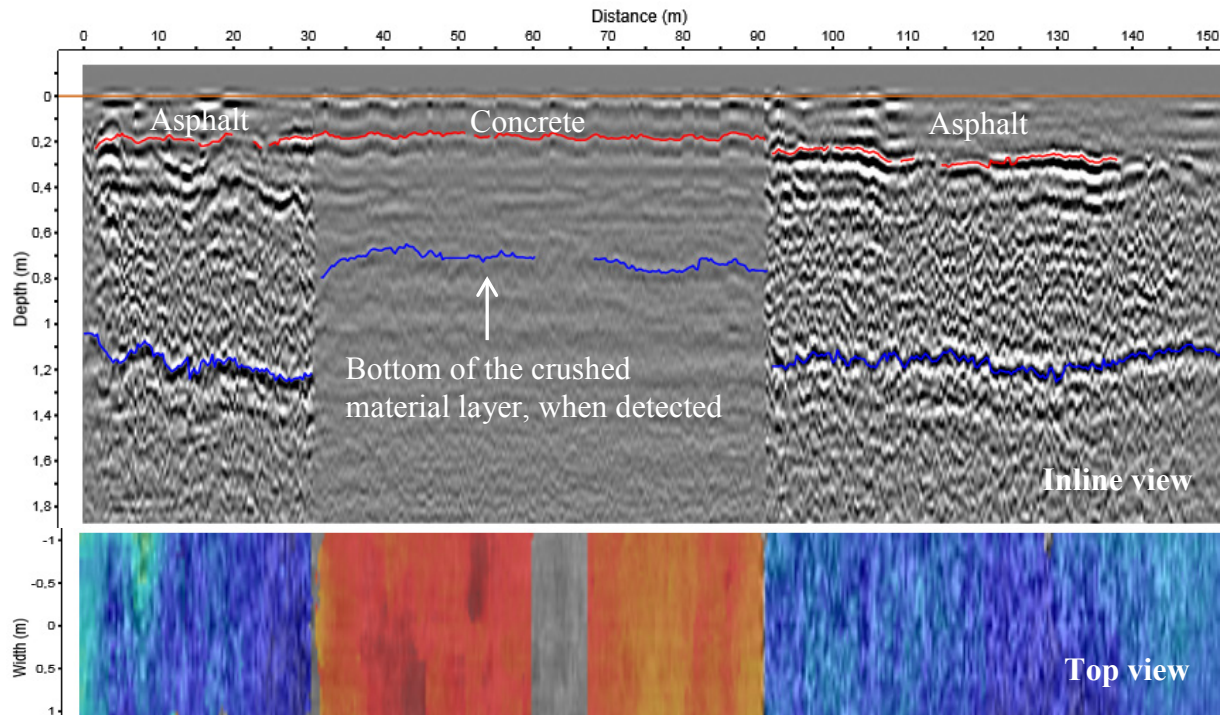 Distance (m)
0 10 20 30 40 50 60 70 80 90 100 110 120 130 140 150
0
Asphalt Concrete Asphalt
0,2
0,4
0,6
0,8
1
Bottom of the crushed
material layer, when detected
1,2
1,4
1,6
1,8
Depth (m)
Inline view
-1
-0.5
0
0.5
1
Width (m)
Top view